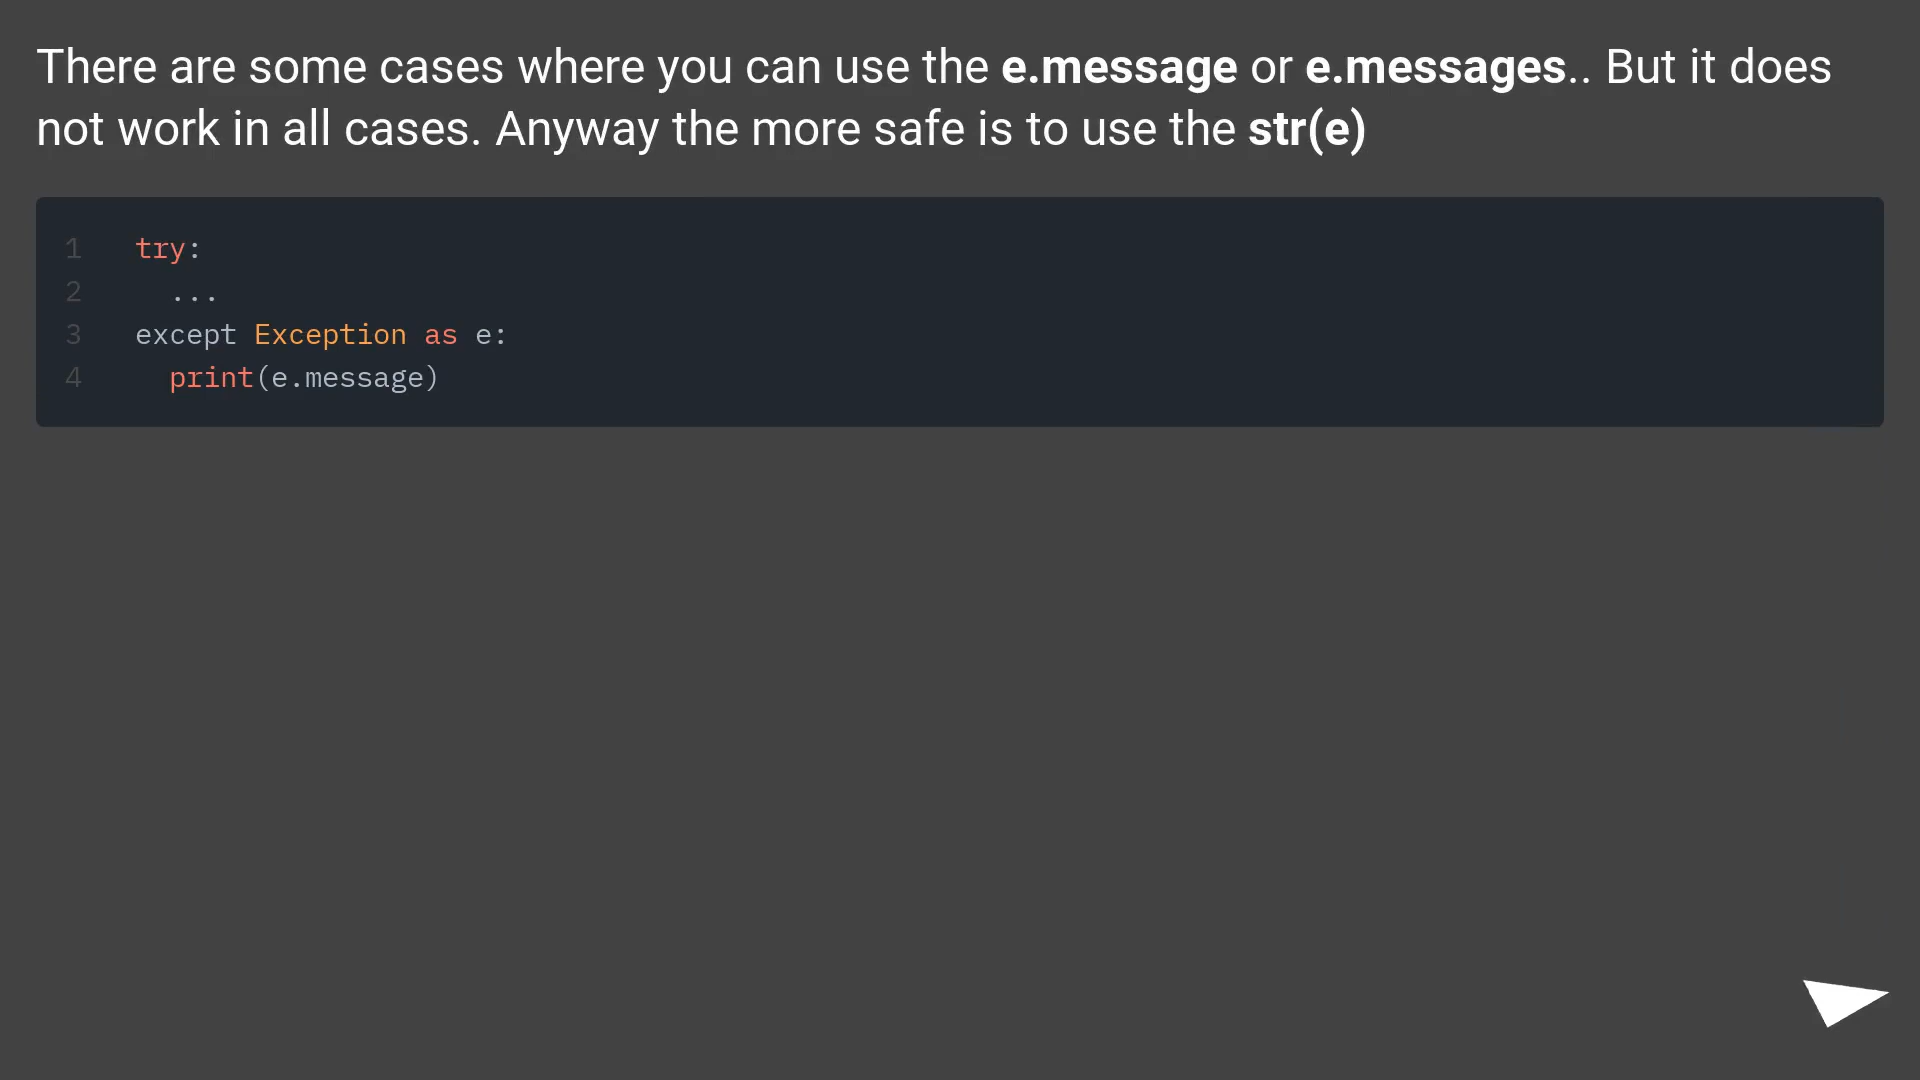 There are some cases where you can use the e.message or e.messages.. But it does
not work in all cases. Anyway the more safe is to use the str(e)
1 try:
2 ...
3 except Exception as e:
4 print(e.message)